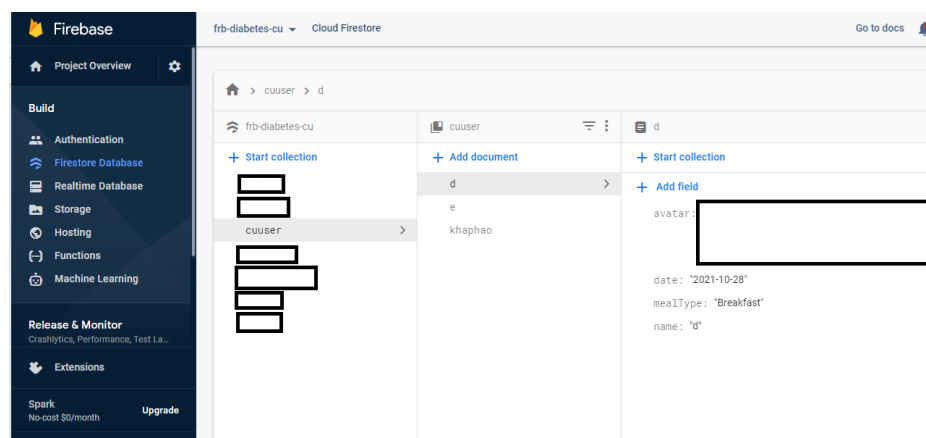 Firebase
frb-diabetes-cu Cloud Firestore Go to docs
Project Overview
cuuser > d
Build
frb-diabetes-cu cuuser d
Authentication
+ Start collection + Add document + Start collection
Firestore Database
Realtime Database
d > + Add field
Storage
e avatar:
Hosting
cuuser > khaphao
Functions
Machine Learning
date: "2021-10-28"
mealType: "Breakfast"
name: "d"
Release & Monitor
Crashlytics, Performance, Test La...
Extensions
Spark
No-cost $0/month Upgrade